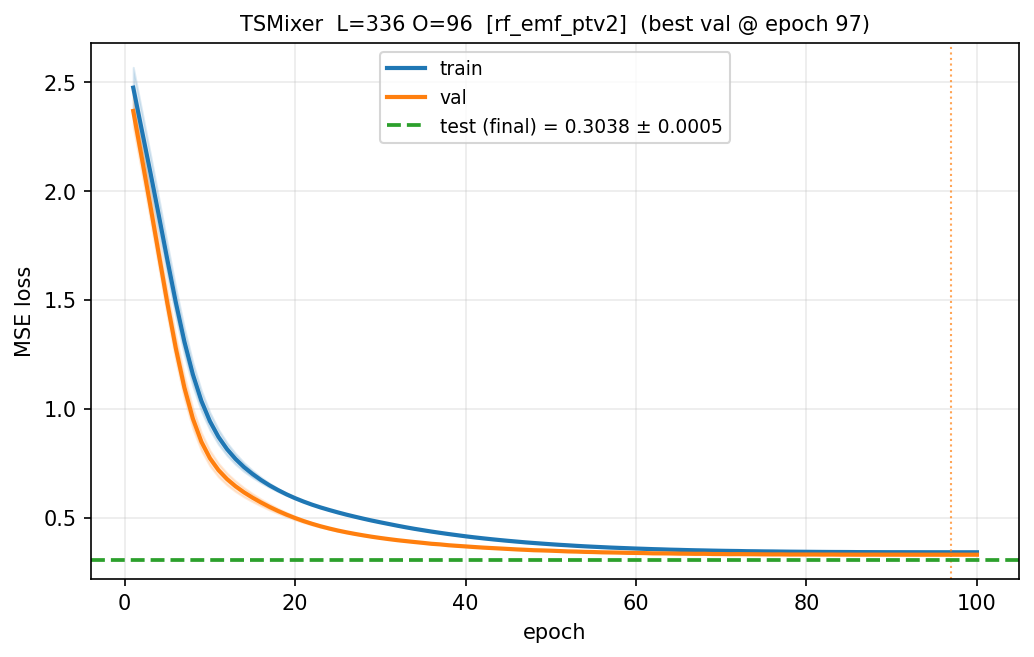 TSMixer  L=336 O=96  [rf_emf_ptv2]  (best val @ epoch 97)
train
val
test (final) = 0.3038 ± 0.0005
MSE loss
2.5
2.0
1.5
1.0
0.5
0 20 40 60 80 100
epoch